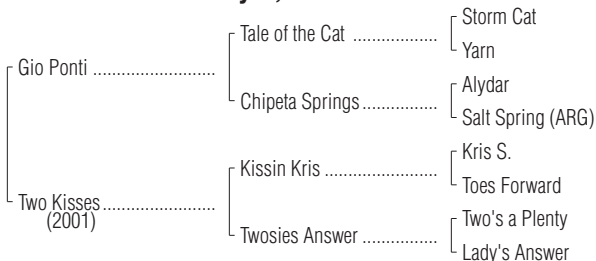 Storm Cat
Tale of the Cat ..................
Yarn
Gio Ponti ..........................
Alydar
Chipeta Springs ................
Salt Spring (ARG)
Kris S.
Kissin Kris ........................
Toes Forward
Two Kisses ........................
(2001)
Two's a Plenty
Twosies Answer ................
Lady's Answer